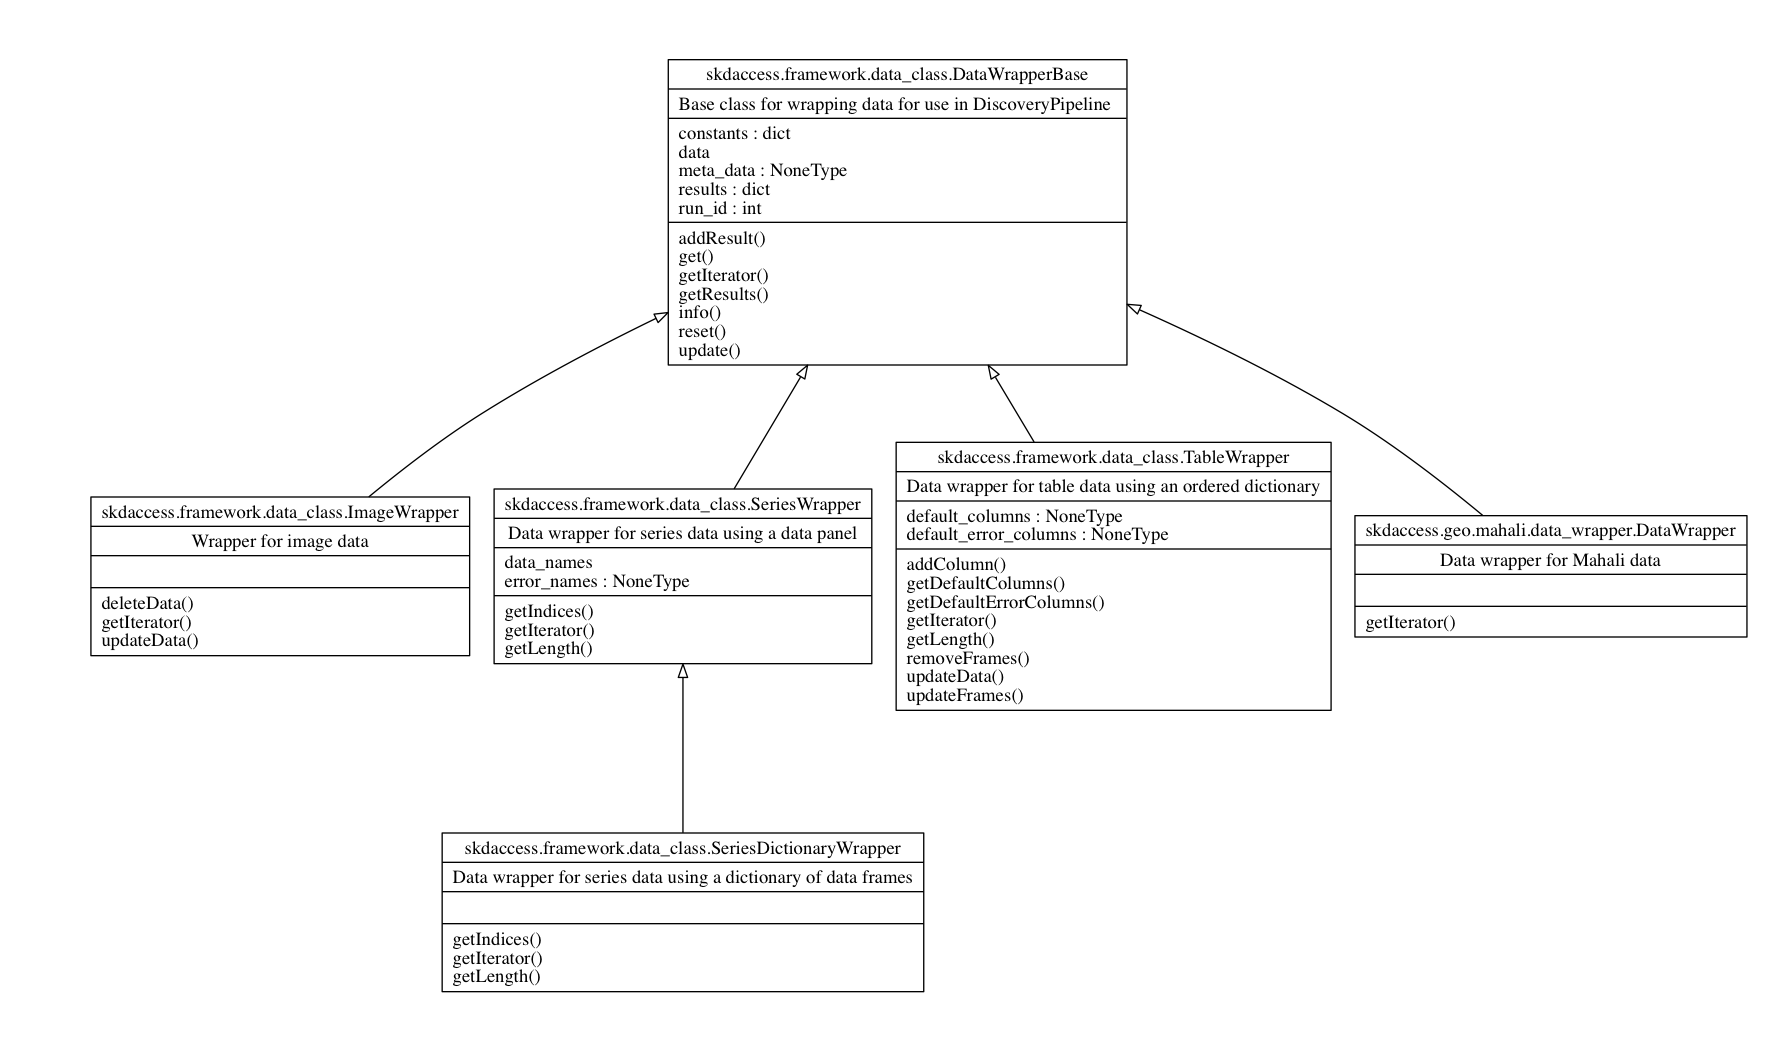 skdaccess.framework.data_class.DataWrapperBase
Base class for wrapping data for use in DiscoveryPipeline
constants : dict
data
meta_data : NoneType
results : dict
run_id : int
addResult()
get()
getIterator()
getResults()
info()
reset()
update()
skdaccess.framework.data_class.ImageWrapper
Wrapper for image data
deleteData()
getIterator()
updateData()
skdaccess.framework.data_class.SeriesWrapper
Data wrapper for series data using a data panel
data_names
error_names : NoneType
getIndices()
getIterator()
getLength()
skdaccess.framework.data_class.TableWrapper
Data wrapper for table data using an ordered dictionary
default_columns : NoneType
default_error_columns : NoneType
addColumn()
getDefaultColumns()
getDefaultErrorColumns()
getIterator()
getLength()
removeFrames()
updateData()
updateFrames()
skdaccess.geo.mahali.data_wrapper.DataWrapper
Data wrapper for Mahali data
getIterator()
skdaccess.framework.data_class.SeriesDictionaryWrapper
Data wrapper for series data using a dictionary of data frames
getIndices()
getIterator()
getLength()